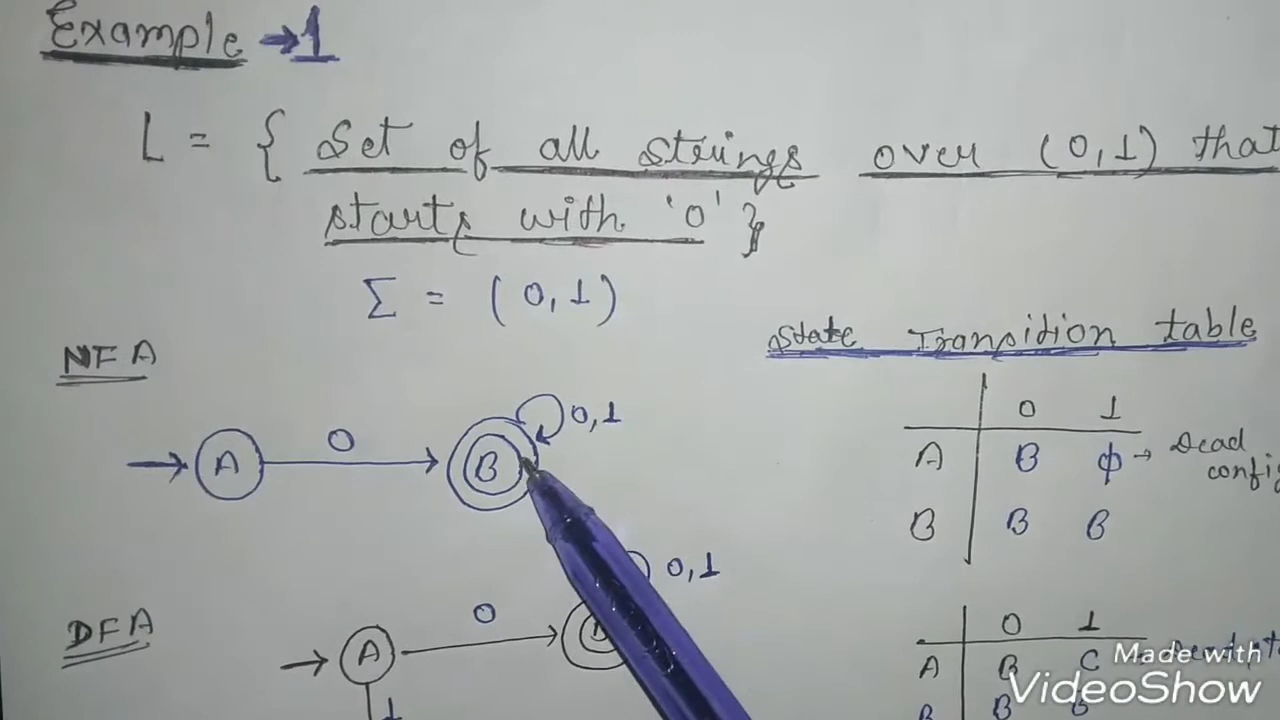 Example → 1
L = { Set of all strings over (0,1) that
starts with '0' }
Σ = (0,1)
NFA
A 0 B 0,1
State Transition table
0 1
A B ϕ → Dead
config
B B B
DFA
A 0 0,1
1
0 1
A B C
B B B
Made with
VideoShow